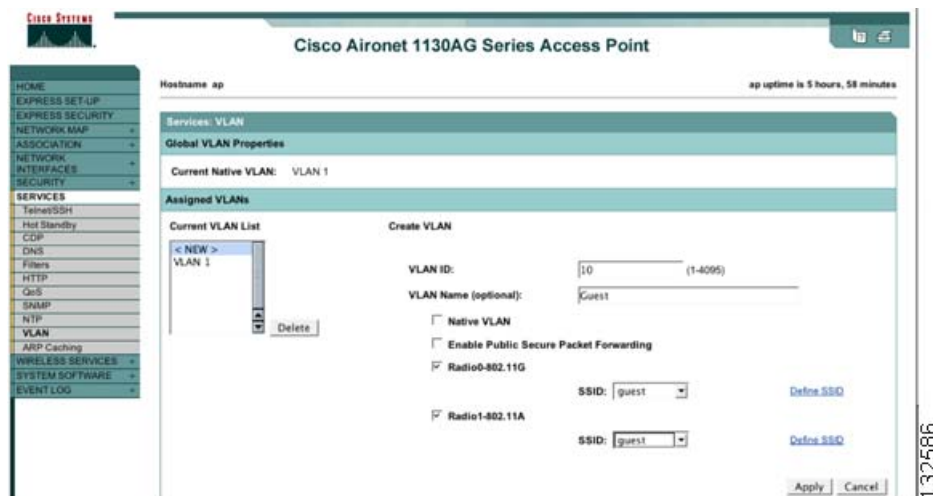 CISCO SYSTEMS
Cisco Aironet 1130AG Series Access Point
HOME
EXPRESS SET-UP
EXPRESS SECURITY
NETWORK MAP +
ASSOCIATION +
NETWORK INTERFACES +
SECURITY +
SERVICES
Telnet/SSH
Hot Standby
CDP
DNS
Filters
HTTP
QoS
SNMP
NTP
VLAN
ARP Caching
WIRELESS SERVICES +
SYSTEM SOFTWARE +
EVENT LOG +
Hostname ap
ap uptime is 5 hours, 58 minutes
Services: VLAN
Global VLAN Properties
Current Native VLAN: VLAN 1
Assigned VLANs
Current VLAN List
< NEW >
VLAN 1
Delete
Create VLAN
VLAN ID: 10 (1-4095)
VLAN Name (optional): Guest
Native VLAN
Enable Public Secure Packet Forwarding
Radio0-802.11G
SSID: guest Define SSID
Radio1-802.11A
SSID: guest Define SSID
Apply Cancel
132586